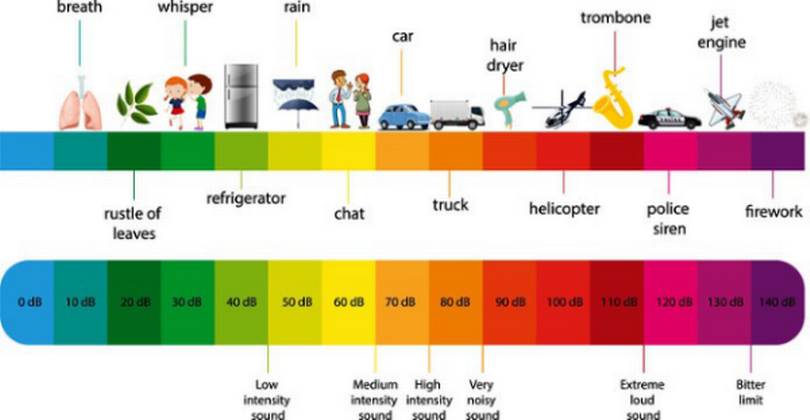 breath
whisper
rain
car
hair
dryer
trombone
jet
engine
rustle of
leaves
refrigerator
chat
truck
helicopter
police
siren
firework
0 dB
10 dB
20 dB
30 dB
40 dB
50 dB
60 dB
70 dB
80 dB
90 dB
100 dB
110 dB
120 dB
130 dB
140 dB
Low
intensity
sound
Medium
intensity
sound
High
intensity
sound
Very
noisy
sound
Extreme
loud
sound
Bitter
limit